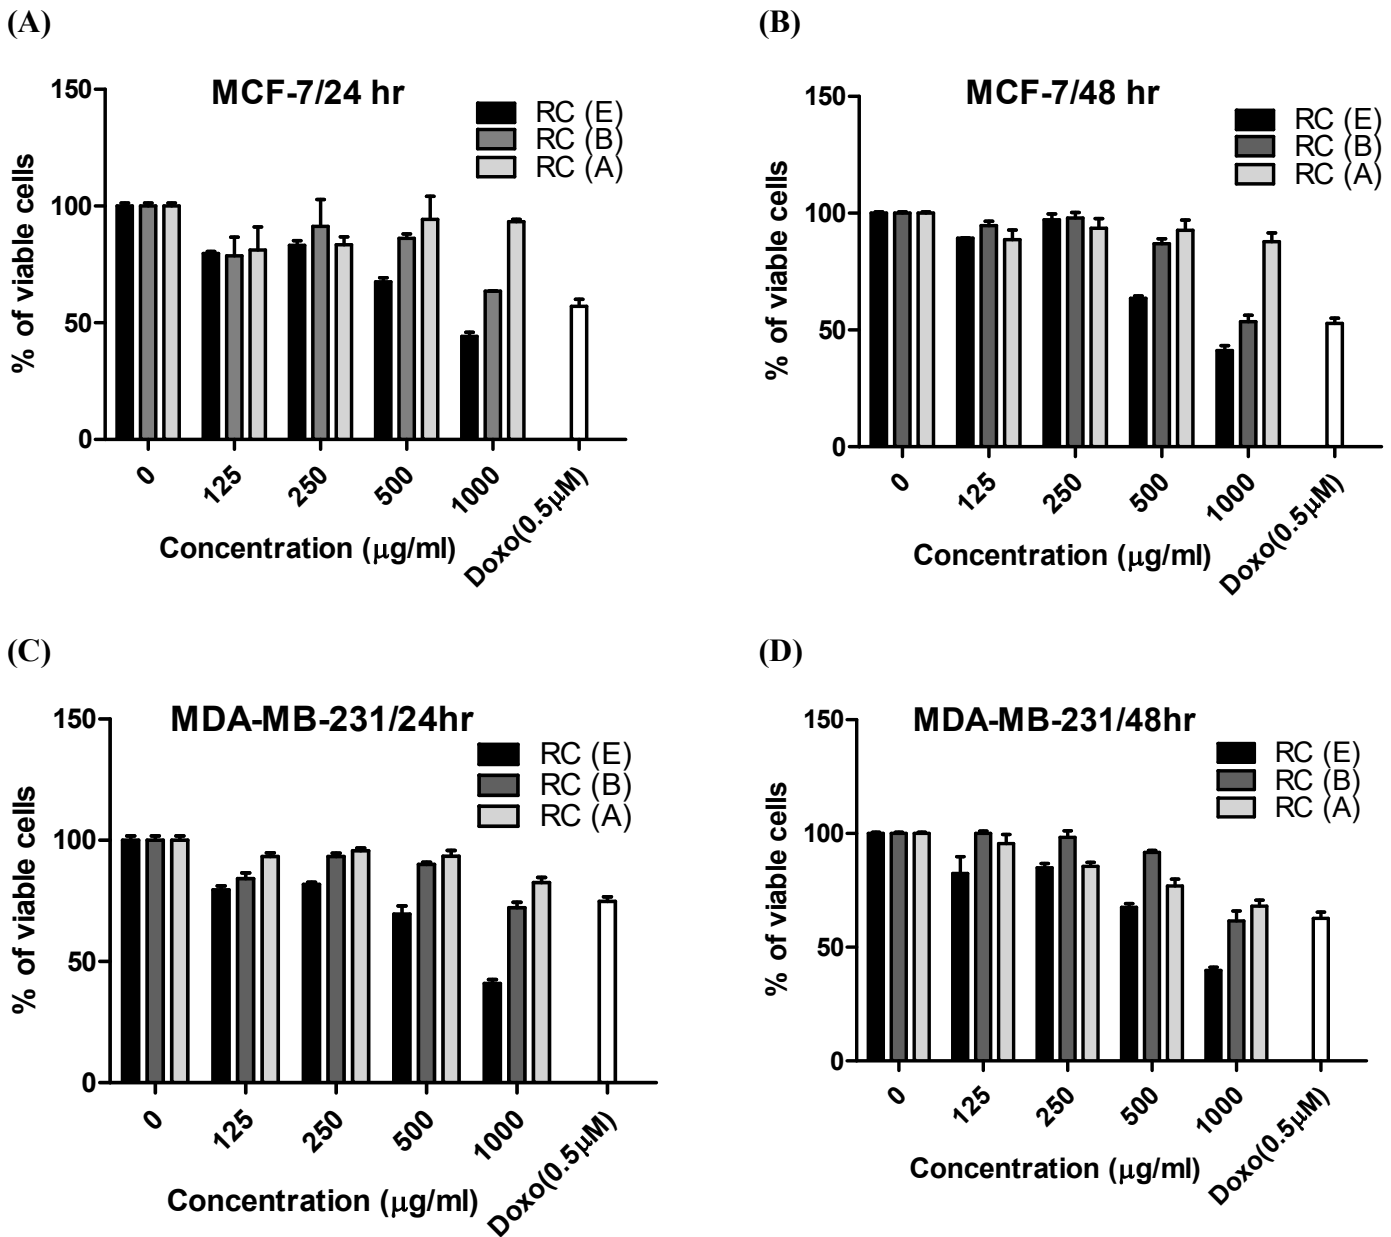 (A)
MCF-7/24 hr
RC (E)
RC (B)
RC (A)
% of viable cells
150
100
50
0
0
125
250
500
1000
Doxo(0.5μM)
Concentration (μg/ml)
(B)
MCF-7/48 hr
RC (E)
RC (B)
RC (A)
% of viable cells
150
100
50
0
0
125
250
500
1000
Doxo(0.5μM)
Concentration (μg/ml)
(C)
MDA-MB-231/24hr
RC (E)
RC (B)
RC (A)
% of viable cells
150
100
50
0
0
125
250
500
1000
Doxo(0.5μM)
Concentration (μg/ml)
(D)
MDA-MB-231/48hr
RC (E)
RC (B)
RC (A)
% of viable cells
150
100
50
0
0
125
250
500
1000
Doxo(0.5μM)
Concentration (μg/ml)